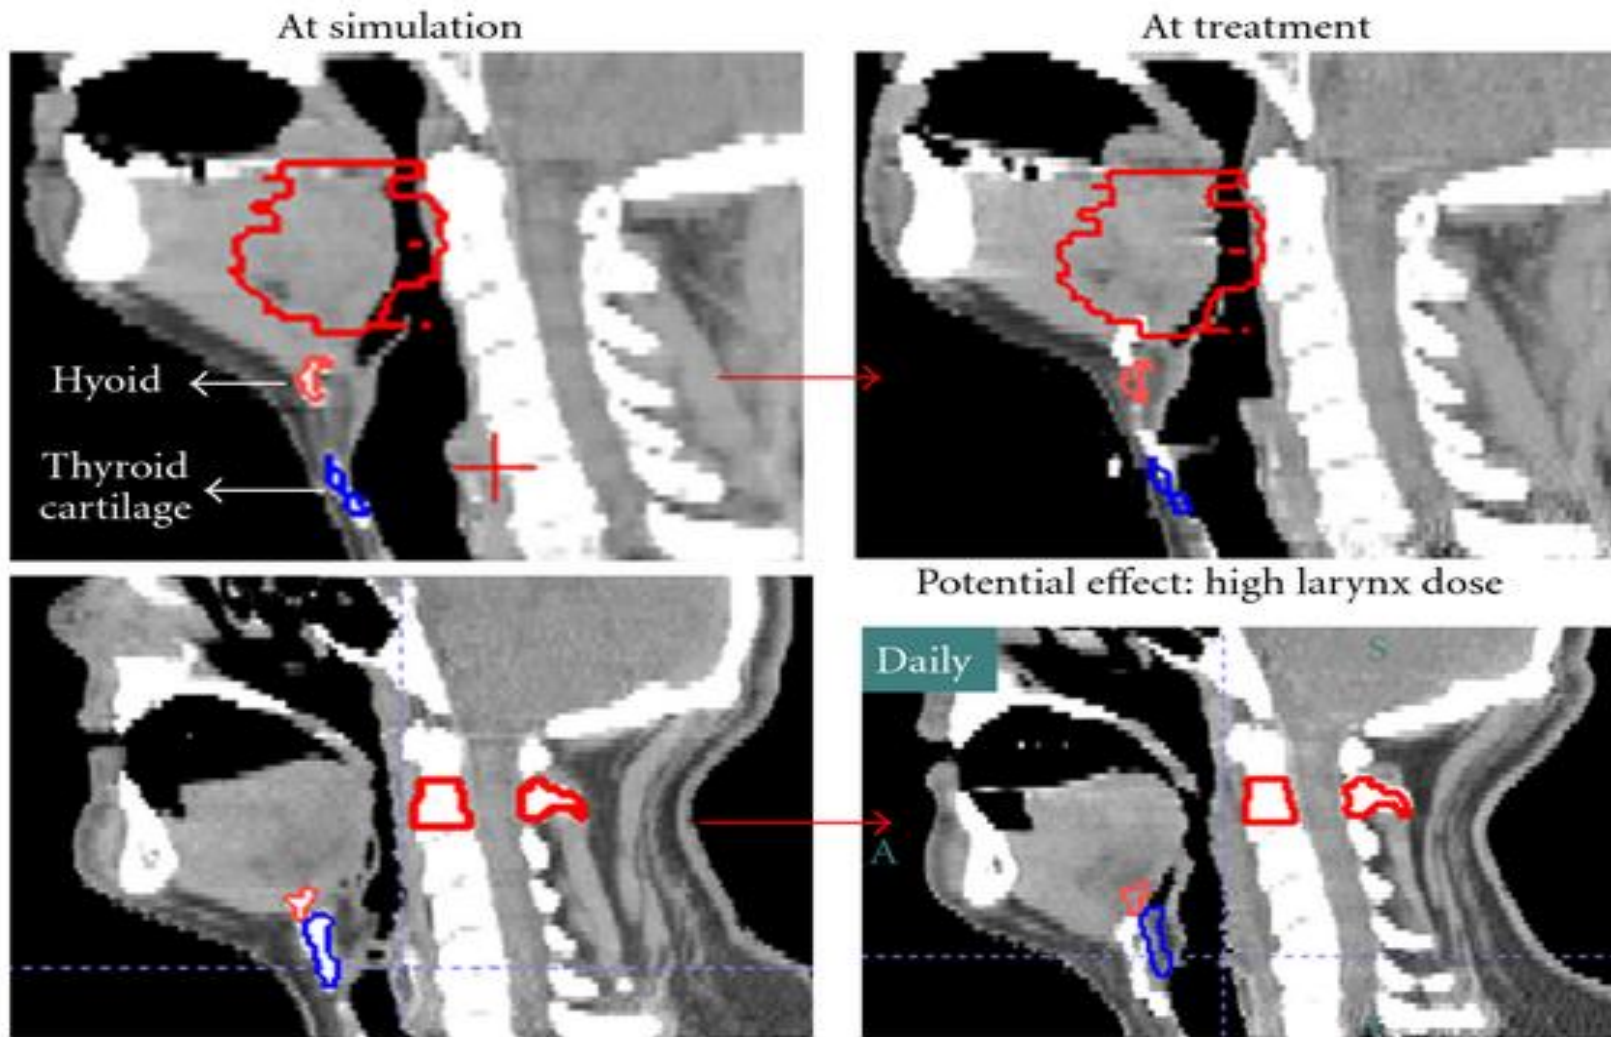 At simulation
At treatment
Hyoid
Thyroid
cartilage
Potential effect: high larynx dose
Daily
S
A